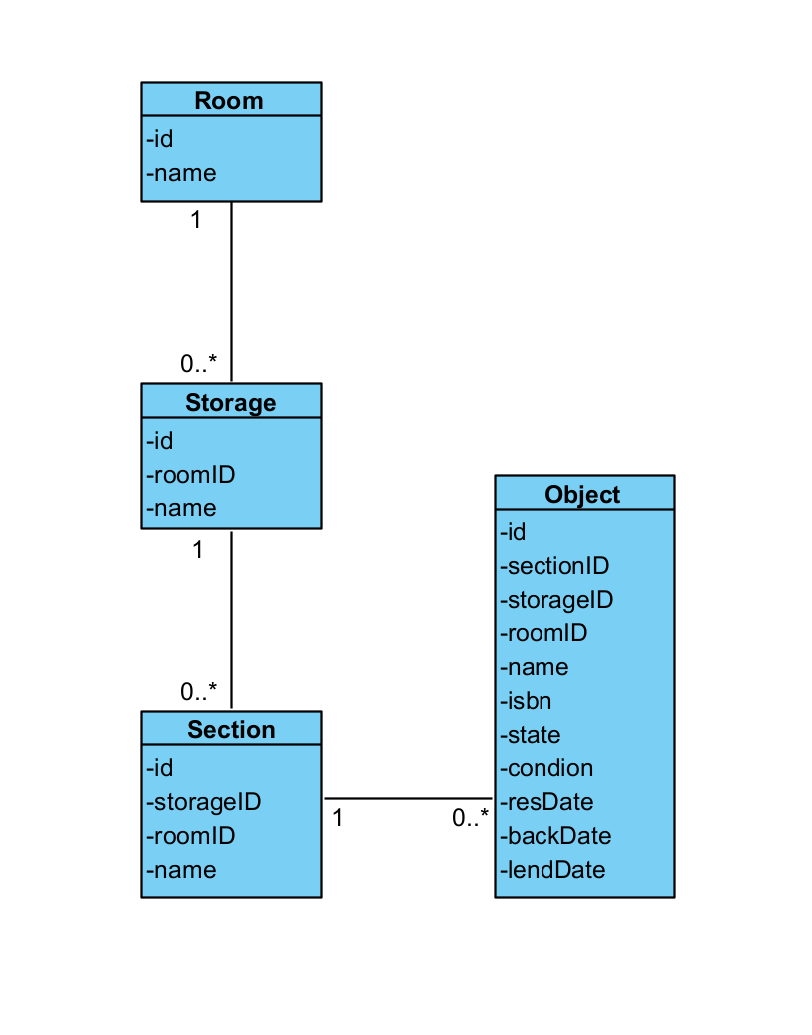 Room
-id
-name
1
0..*
Storage
-id
-roomID
-name
1
0..*
Section
-id
-storageID
-roomID
-name
1
0..*
Object
-id
-sectionID
-storageID
-roomID
-name
-isbn
-state
-condion
-resDate
-backDate
-lendDate